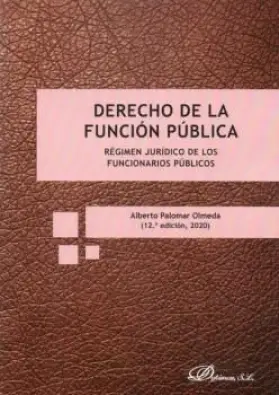 DERECHO DE LA
FUNCIÓN PÚBLICA
RÉGIMEN JURÍDICO DE LOS
FUNCIONARIOS PÚBLICOS
Alberto Palomar Olmeda
(12.ª edición, 2020)
Dykinson, S.L.